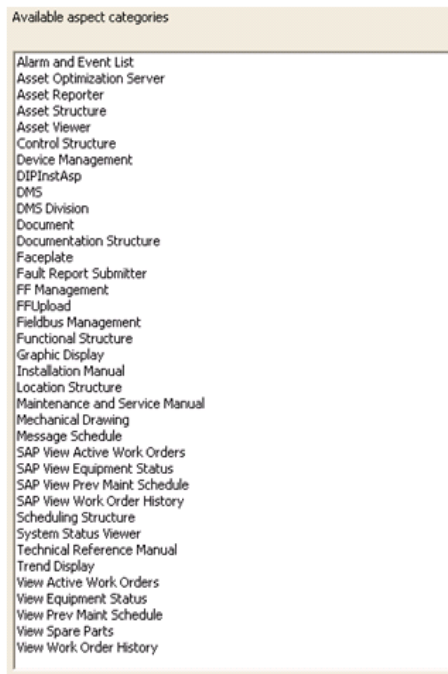 Available aspect categories
Alarm and Event List
Asset Optimization Server
Asset Reporter
Asset Structure
Asset Viewer
Control Structure
Device Management
DIPInstAsp
DMS
DMS Division
Document
Documentation Structure
Faceplate
Fault Report Submitter
FF Management
FFUpload
Fieldbus Management
Functional Structure
Graphic Display
Installation Manual
Location Structure
Maintenance and Service Manual
Mechanical Drawing
Message Schedule
SAP View Active Work Orders
SAP View Equipment Status
SAP View Prev Maint Schedule
SAP View Work Order History
Scheduling Structure
System Status Viewer
Technical Reference Manual
Trend Display
View Active Work Orders
View Equipment Status
View Prev Maint Schedule
View Spare Parts
View Work Order History